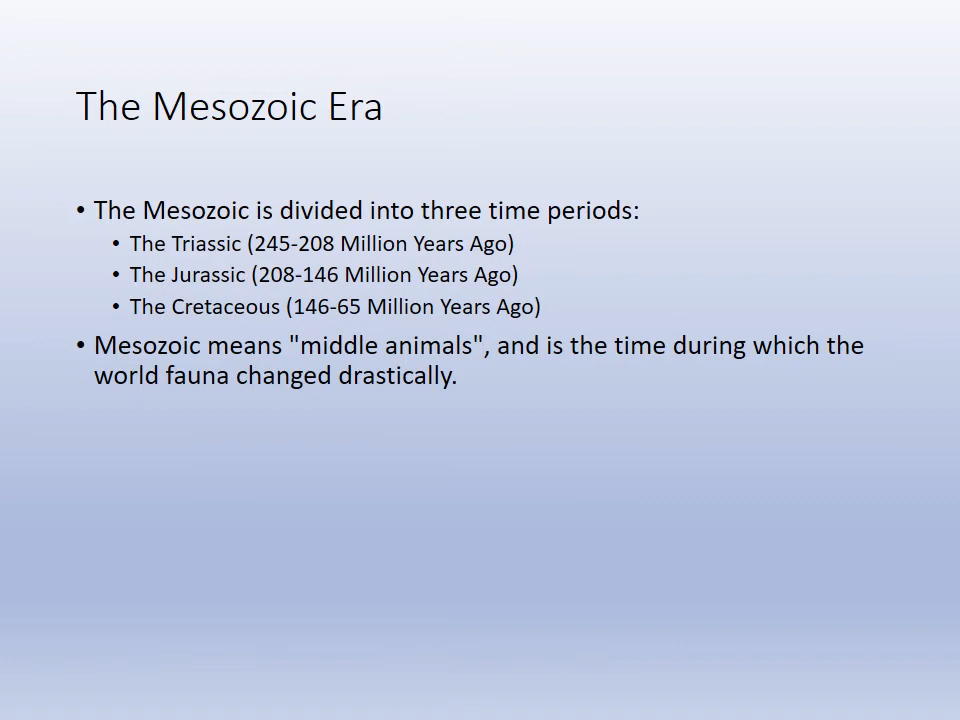 The Mesozoic Era
• The Mesozoic is divided into three time periods:
• The Triassic (245-208 Million Years Ago)
• The Jurassic (208-146 Million Years Ago)
• The Cretaceous (146-65 Million Years Ago)
• Mesozoic means "middle animals", and is the time during which the
world fauna changed drastically.